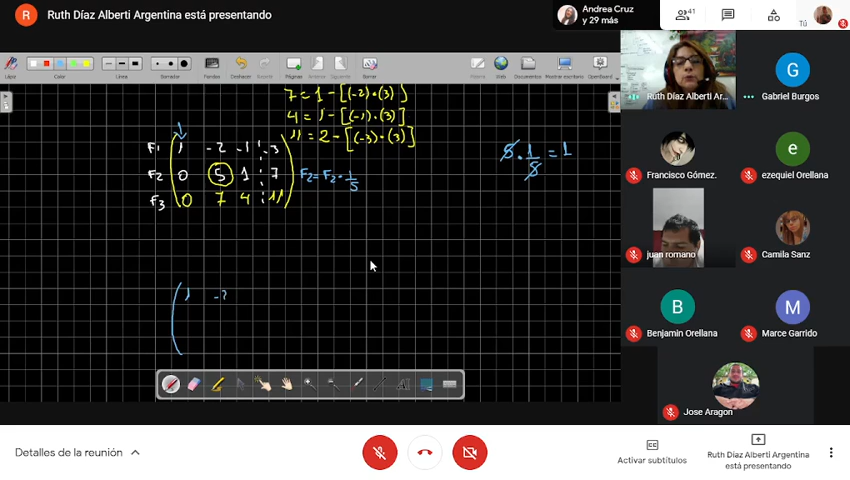 R Ruth Díaz Alberti Argentina está presentando
Andrea Cruz
y 29 más
41
Tú
Lápiz
Color
Línea
Borrador
Fondos
Deshacer
Rehacer
Páginas
Anterior
Siguiente
Borrar
Pizarra
Web
Documentos
Mostrar escritorio
OpenBoard
7 = 1 - [(-2) • (3)]
4 = 1 - [(-1) • (3)]
11 = 2 - [(-3) • (3)]
F1 1 -2 -1 -3
F2 0 5 1 7 F2 = F2 • 1/5
F3 0 7 4 11
5 • 1/5 = 1
1 -2
Ruth Díaz Alberti Ar...
G
Gabriel Burgos
Francisco Gómez.
e
ezequiel Orellana
juan romano
Camila Sanz
B
Benjamin Orellana
M
Marce Garrido
Jose Aragon
Detalles de la reunión
Activar subtítulos
Ruth Díaz Alberti Argentina
está presentando